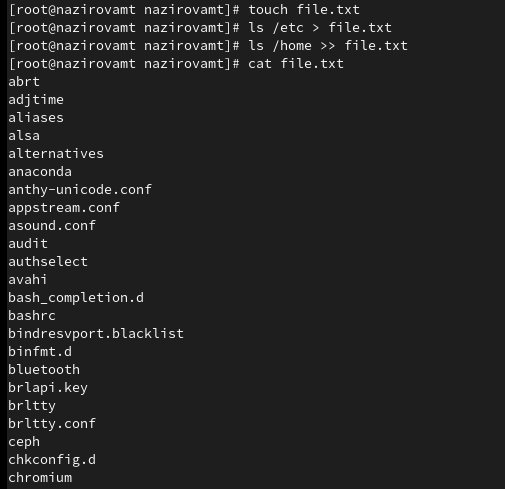 [root@nazirovamt nazirovamt]# touch file.txt
[root@nazirovamt nazirovamt]# ls /etc > file.txt
[root@nazirovamt nazirovamt]# ls /home >> file.txt
[root@nazirovamt nazirovamt]# cat file.txt
abrt
adjtime
aliases
alsa
alternatives
anaconda
anthy-unicode.conf
appstream.conf
asound.conf
audit
authselect
avahi
bash_completion.d
bashrc
bindresvport.blacklist
binfmt.d
bluetooth
brlapi.key
brltty
brltty.conf
ceph
chkconfig.d
chromium